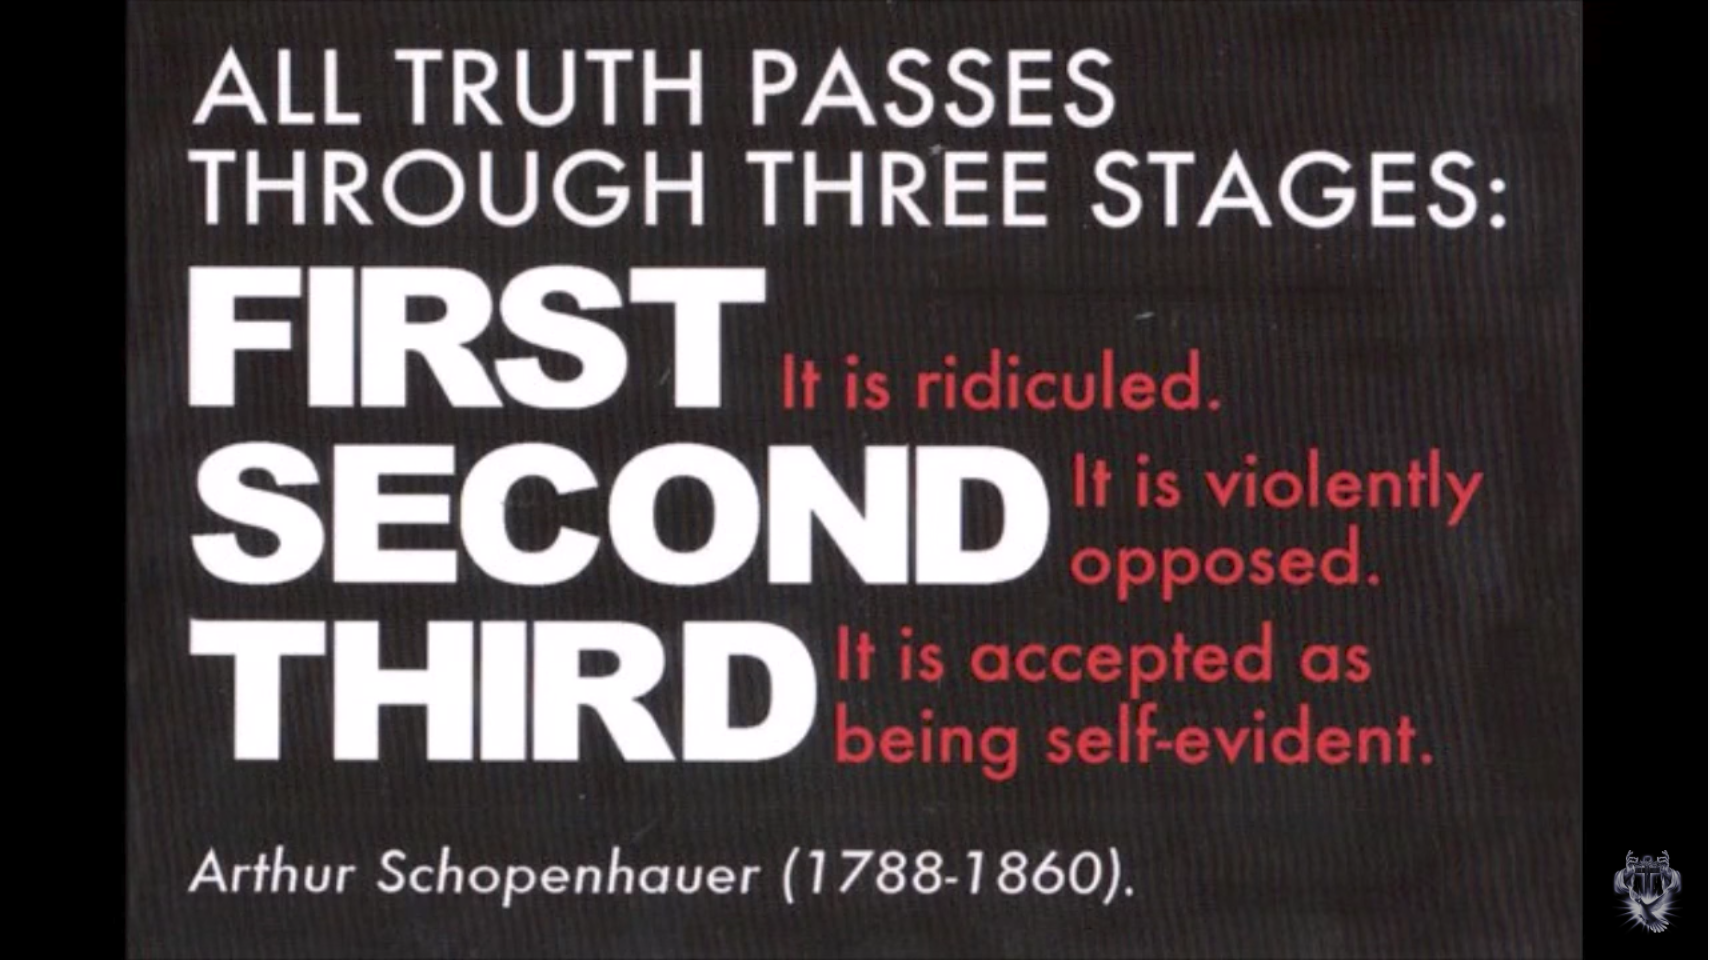 ALL TRUTH PASSES
THROUGH THREE STAGES:
FIRST It is ridiculed.
SECOND It is violently
opposed.
THIRD It is accepted as
being self-evident.
Arthur Schopenhauer (1788-1860).